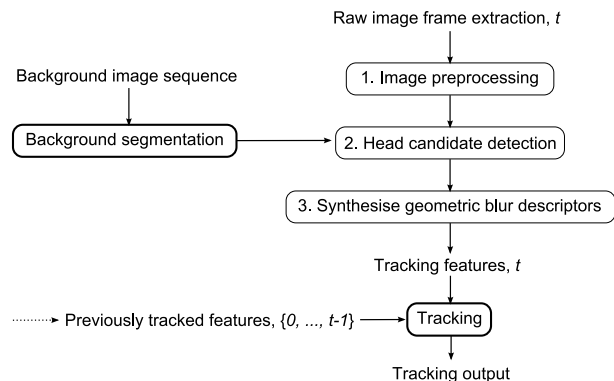 Raw image frame extraction, t
1. Image preprocessing
Background image sequence
Background segmentation
2. Head candidate detection
3. Synthesise geometric blur descriptors
Tracking features, t
Previously tracked features, {0, ..., t-1}
Tracking
Tracking output